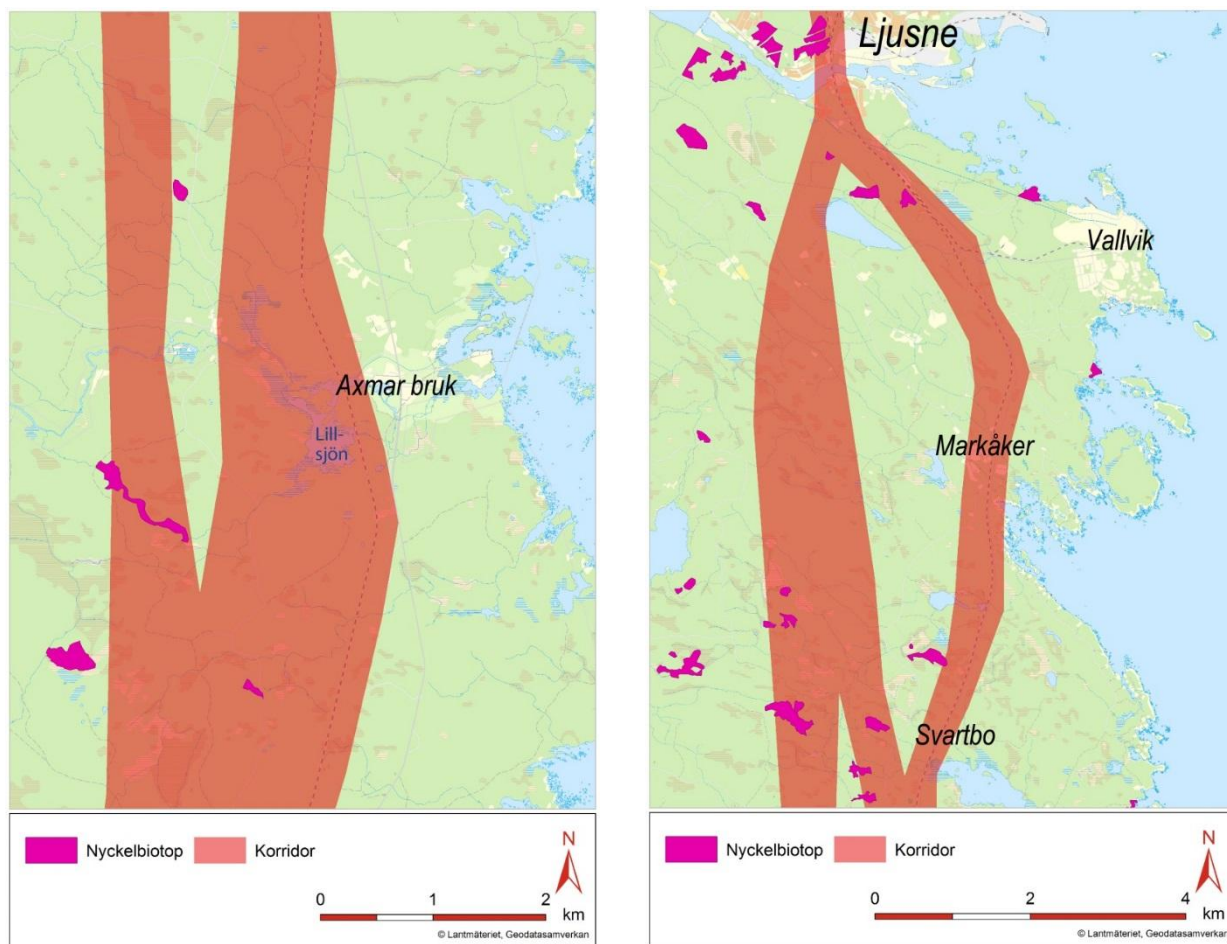 Axmar bruk
Lill-
sjön
Nyckelbiotop
Korridor
N
0
1
2
km
© Lantmäteriet, Geodatasamverkan
Ljusne
Vallvik
Markåker
Svartbo
Nyckelbiotop
Korridor
N
0
2
4
km
© Lantmäteriet, Geodatasamverkan